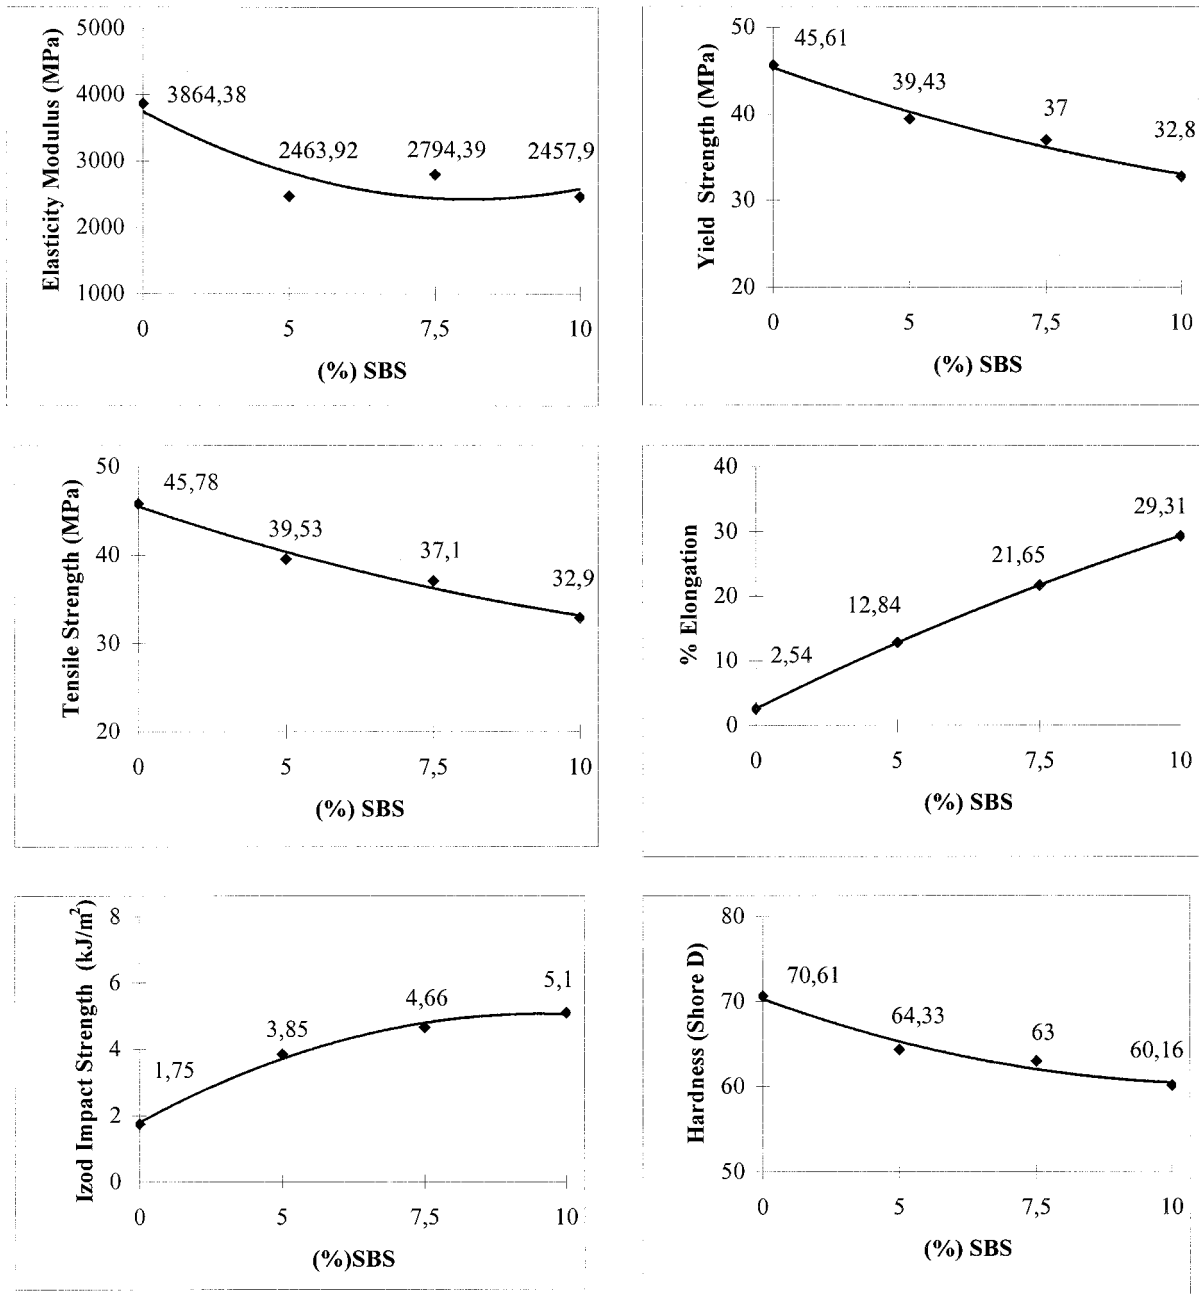 Elasticity Modulus (MPa)
5000
4000
3000
2000
1000
3864,38
2463,92
2794,39
2457,9
0 5 7,5 10
(%) SBS
Yield Strength (MPa)
50
40
30
20
45,61
39,43
37
32,8
0 5 7,5 10
(%) SBS
Tensile Strength (MPa)
50
40
30
20
45,78
39,53
37,1
32,9
0 5 7,5 10
(%) SBS
% Elongation
40
30
20
10
0
2,54
12,84
21,65
29,31
0 5 7,5 10
(%) SBS
Izod Impact Strength (kJ/m²)
8
6
4
2
0
1,75
3,85
4,66
5,1
0 5 7,5 10
(%)SBS
Hardness (Shore D)
80
70
60
50
70,61
64,33
63
60,16
0 5 7,5 10
(%) SBS